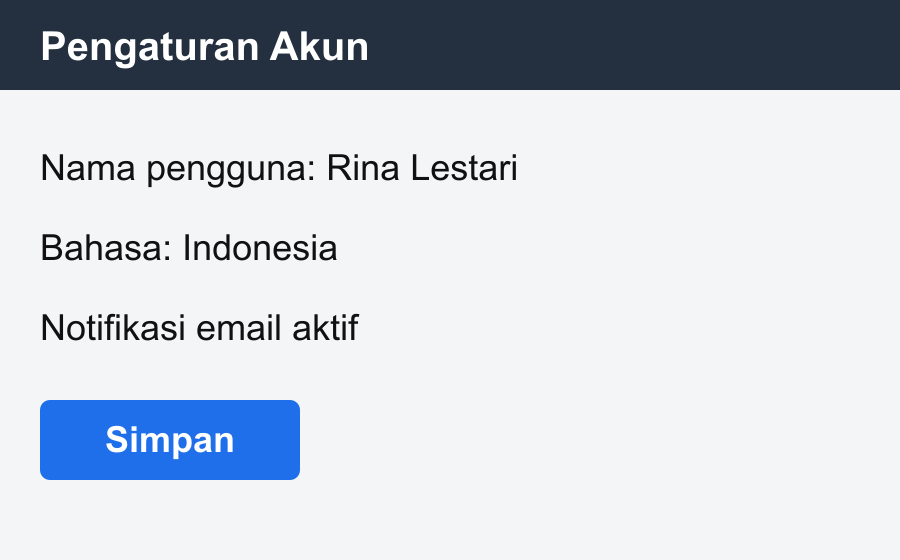 Pengaturan Akun
Nama pengguna: Rina Lestari
Bahasa: Indonesia
Notifikasi email aktif
Simpan